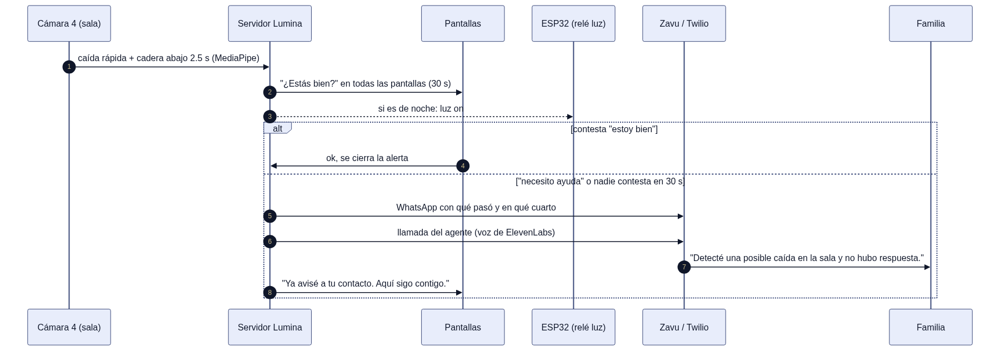 Cámara 4 (sala)
Servidor Lumina
Pantallas
ESP32 (relé luz)
Zavu / Twilio
Familia
caída rápida + cadera abajo 2.5 s (MediaPipe)
1
"¿Estás bien?" en todas las pantallas (30 s)
2
si es de noche: luz on
3
alt
[contesta "estoy bien"]
ok, se cierra la alerta
4
["necesito ayuda" o nadie contesta en 30 s]
WhatsApp con qué pasó y en qué cuarto
5
llamada del agente (voz de ElevenLabs)
6
"Detecté una posible caída en la sala y no hubo respuesta."
7
"Ya avisé a tu contacto. Aquí sigo contigo."
8
Cámara 4 (sala)
Servidor Lumina
Pantallas
ESP32 (relé luz)
Zavu / Twilio
Familia